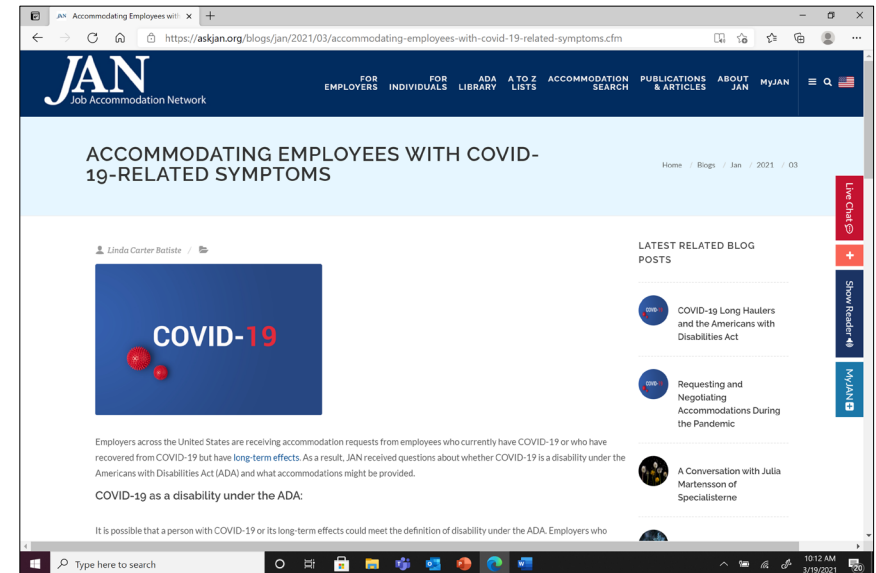 JAN Accommodating Employees with
https://askjan.org/blogs/jan/2021/03/accommodating-employees-with-covid-19-related-symptoms.cfm
JAN
Job Accommodation Network
FOR EMPLOYERS
FOR INDIVIDUALS
ADA LIBRARY
A TO Z LISTS
ACCOMMODATION SEARCH
PUBLICATIONS & ARTICLES
ABOUT JAN
MyJAN
ACCOMMODATING EMPLOYEES WITH COVID-
19-RELATED SYMPTOMS
Home / Blogs / Jan / 2021 / 03
Live Chat
+
Show Reader
MyJAN
Linda Carter Batiste /
COVID-19
Employers across the United States are receiving accommodation requests from employees who currently have COVID-19 or who have
recovered from COVID-19 but have long-term effects. As a result, JAN received questions about whether COVID-19 is a disability under the
Americans with Disabilities Act (ADA) and what accommodations might be provided.
COVID-19 as a disability under the ADA:
It is possible that a person with COVID-19 or its long-term effects could meet the definition of disability under the ADA. Employers who
LATEST RELATED BLOG
POSTS
COVID-19 Long Haulers
and the Americans with
Disabilities Act
Requesting and
Negotiating
Accommodations During
the Pandemic
A Conversation with Julia
Martensson of
Specialisterne
Type here to search
10:12 AM
3/19/2021
20